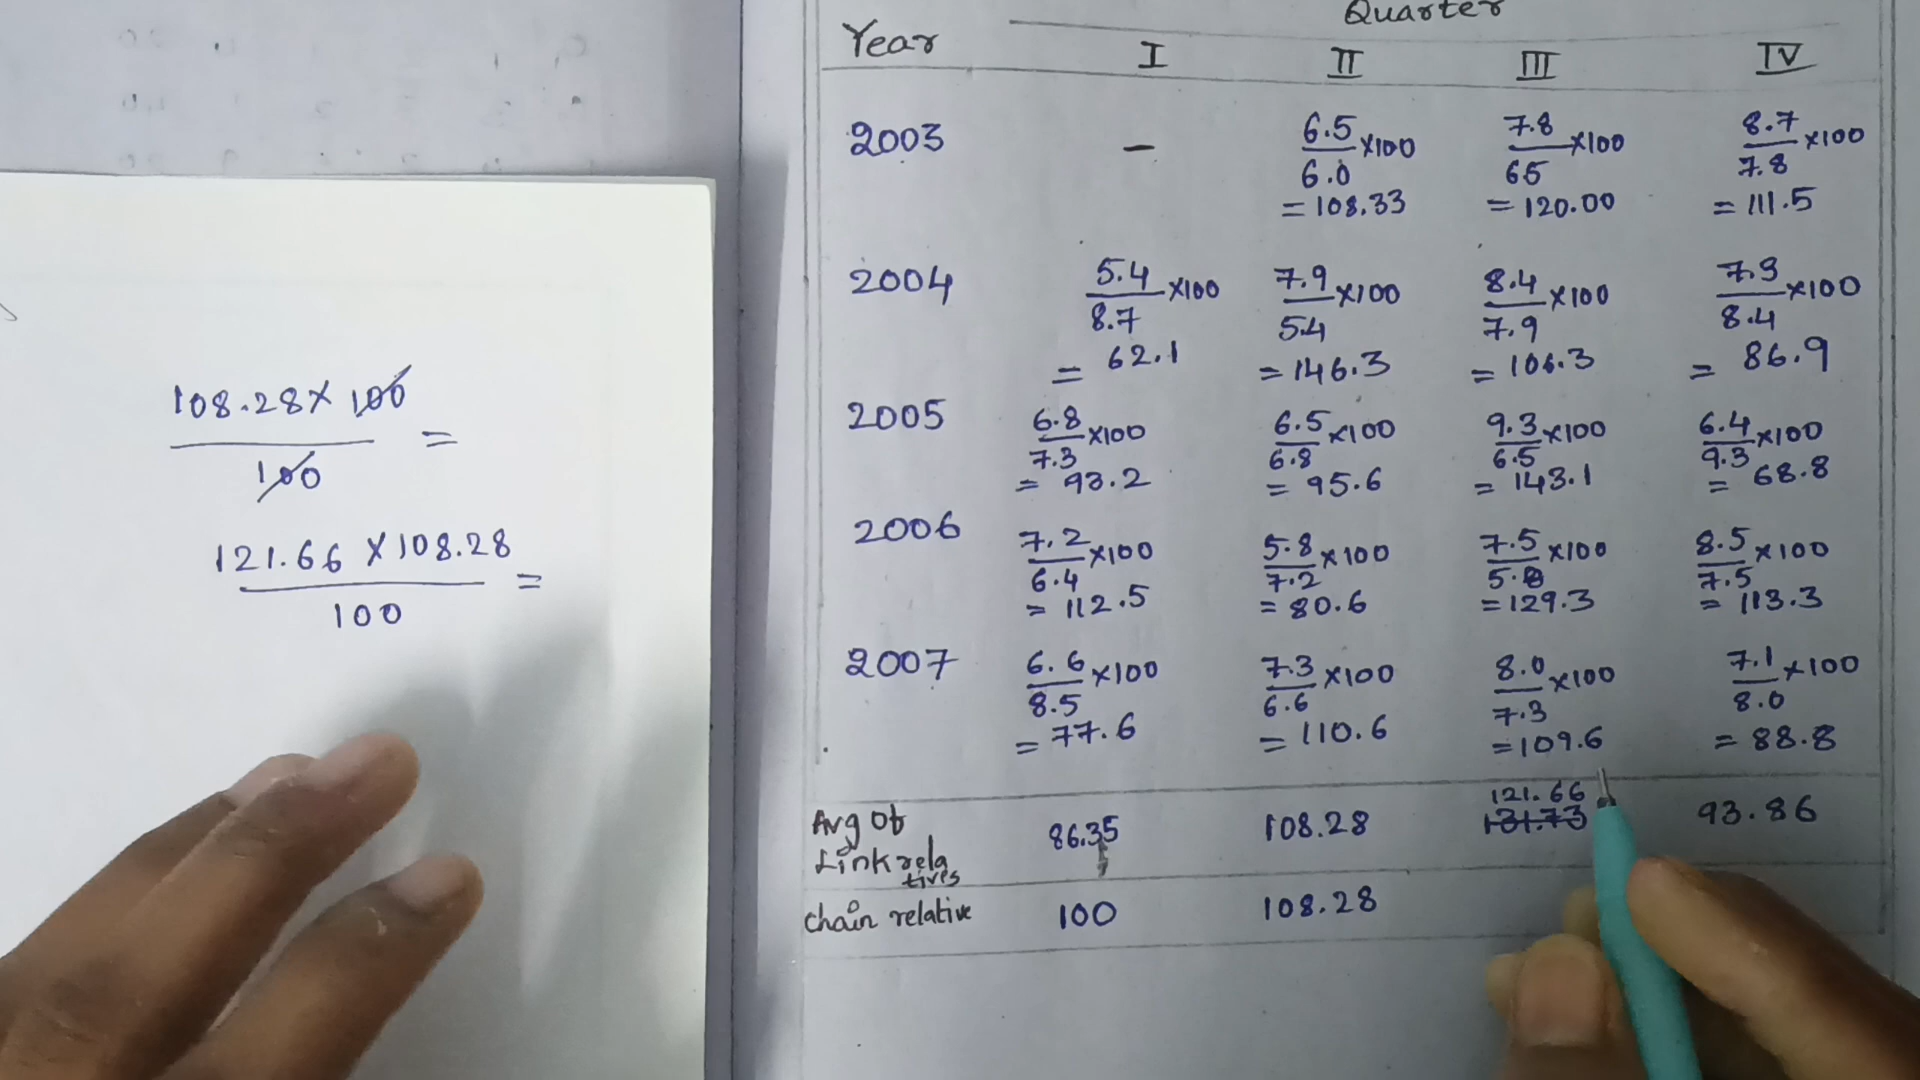 108.28 × 100
100
=
121.66 × 108.28
100
=
Quarter
Year I II III IV
2003 – 6.5/6.0 ×100 7.8/65 ×100 8.7/7.8 ×100
= 108.33 = 120.00 = 111.5
2004 5.4/8.7 ×100 7.9/54 ×100 8.4/7.9 ×100 7.3/8.4 ×100
= 62.1 = 146.3 = 106.3 = 86.9
2005 6.8/7.3 ×100 6.5/6.8 ×100 9.3/6.5 ×100 6.4/9.3 ×100
= 93.2 = 95.6 = 143.1 = 68.8
2006 7.2/6.4 ×100 5.8/7.2 ×100 7.5/5.8 ×100 8.5/7.5 ×100
= 112.5 = 80.6 = 129.3 = 113.3
2007 6.6/8.5 ×100 7.3/6.6 ×100 8.0/7.3 ×100 7.1/8.0 ×100
= 77.6 = 110.6 = 109.6 = 88.8
121.66
Avg of 86.35 108.28 131.73 93.86
Link rela
tives
Chain relative 100 108.28